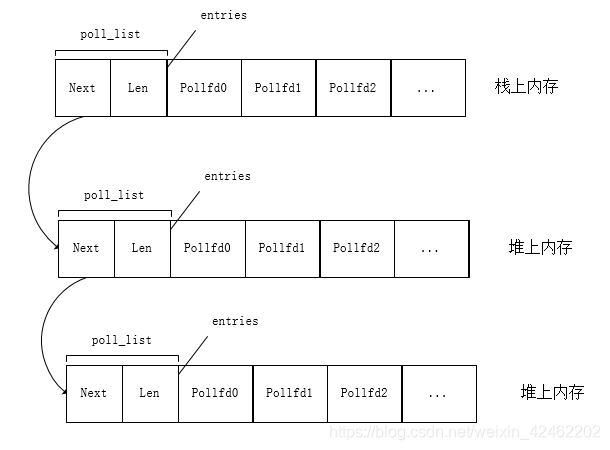 entries
poll_list
Next Len Pollfd0 Pollfd1 Pollfd2 ... 栈上内存
entries
poll_list
Next Len Pollfd0 Pollfd1 Pollfd2 ... 堆上内存
entries
poll_list
Next Len Pollfd0 Pollfd1 Pollfd2 ... 堆上内存
https://blog.csdn.net/weixin_42462202